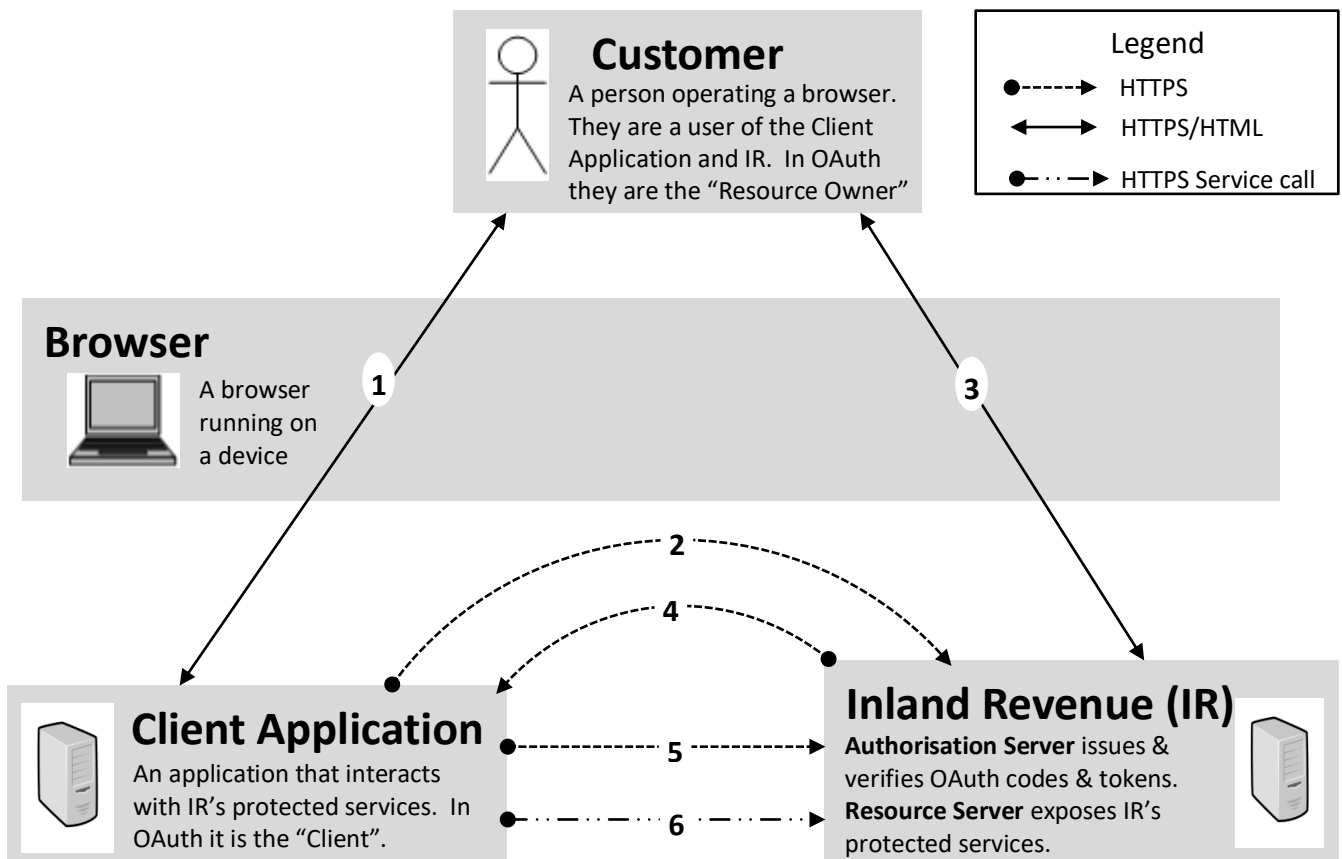 Customer
A person operating a browser.
They are a user of the Client
Application and IR.  In OAuth
they are the “Resource Owner”
Legend
HTTPS
HTTPS/HTML
HTTPS Service call
Browser
A browser
running on
a device
1
3
2
4
5
6
Client Application
An application that interacts
with IR’s protected services.  In
OAuth it is the “Client”.
Inland Revenue (IR)
Authorisation Server issues &
verifies OAuth codes & tokens.
Resource Server exposes IR’s
protected services.